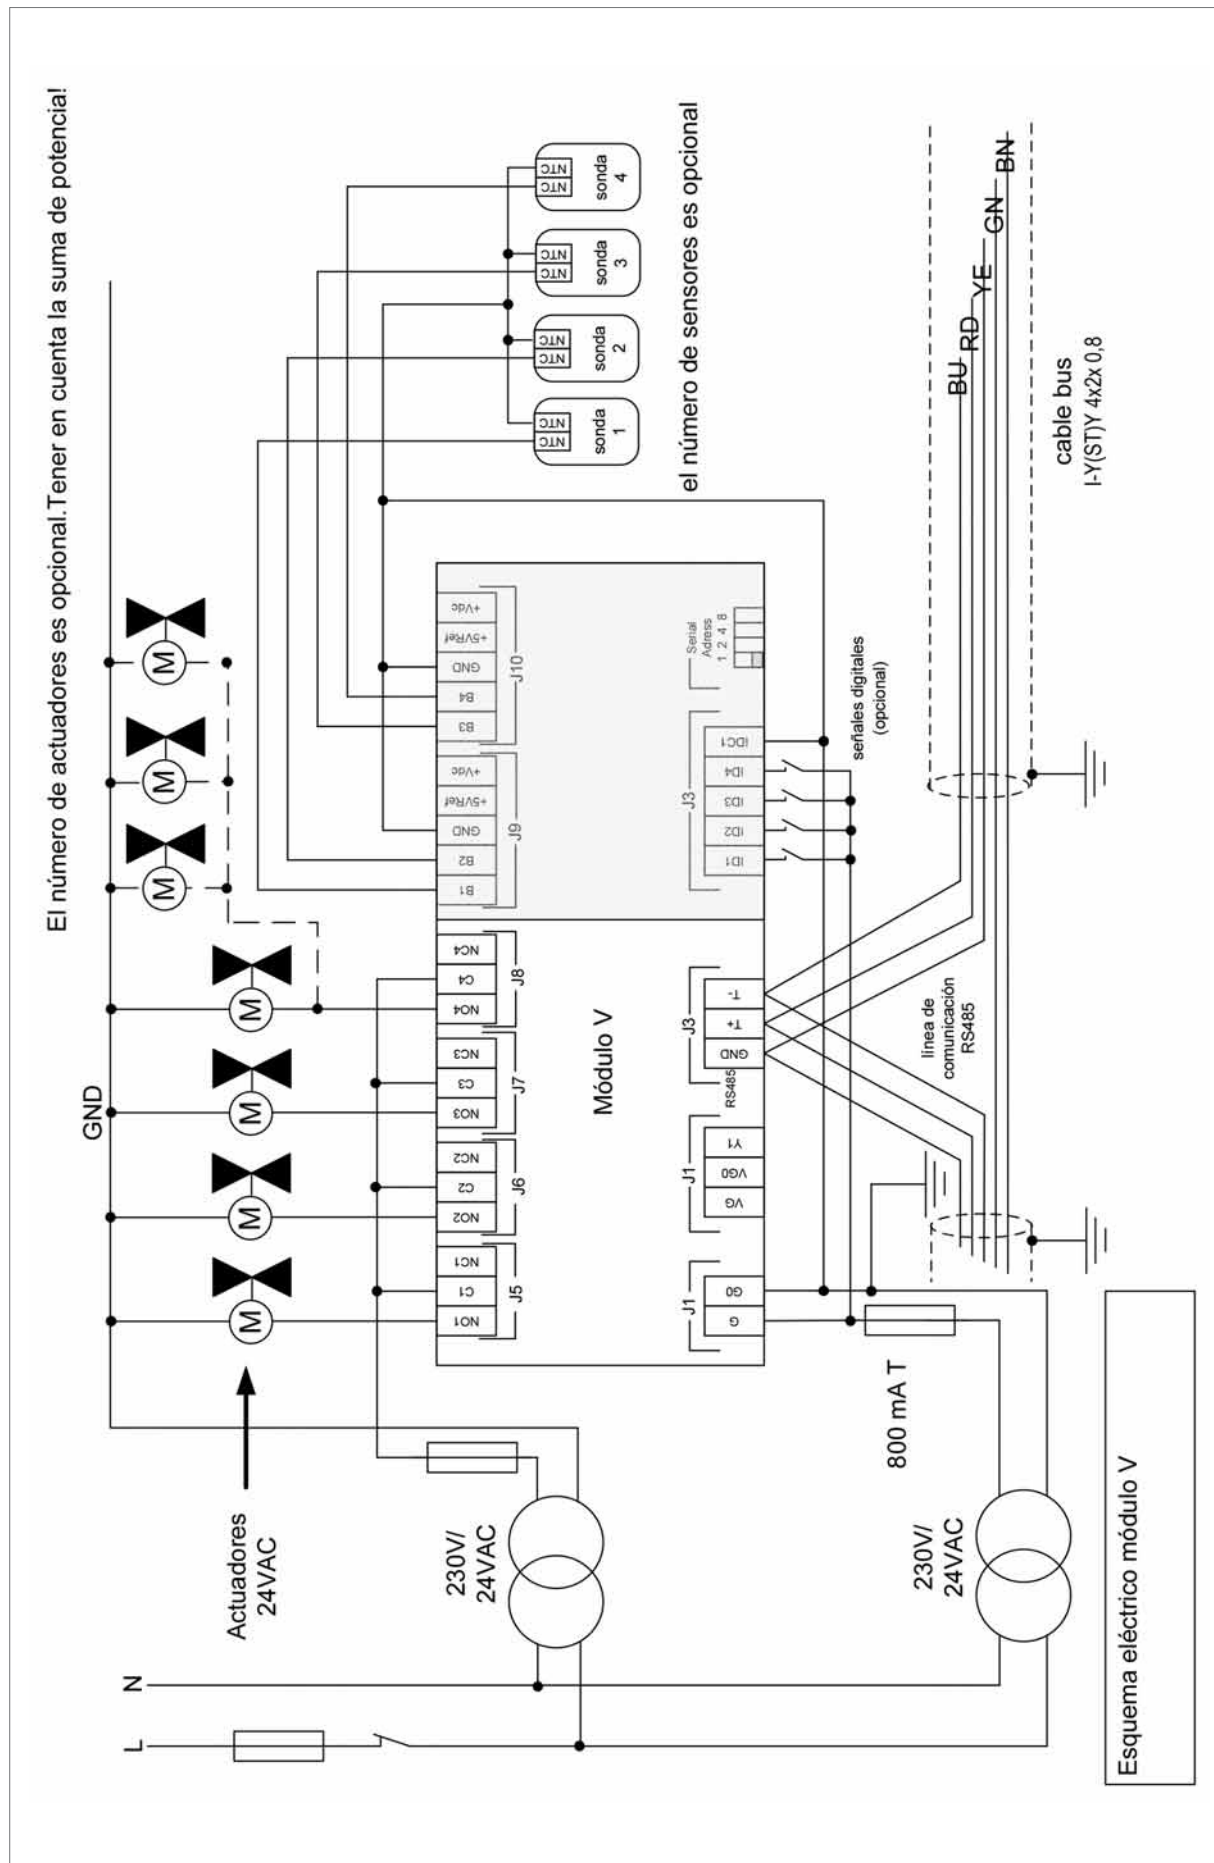 El número de actuadores es opcional.Tener en cuenta la suma de potencia!
GND
Actuadores
24VAC
L
N
230V/
24VAC
230V/
24VAC
800 mA T
NO1
C1
NC1
J5
NO2
C2
NC2
J6
NO3
C3
NC3
J7
NO4
C4
NC4
J8
B1
B2
GND
+5VRef
+Vdc
J9
B3
B4
GND
+5VRef
+Vdc
J10
M
M
M
M
M
M
M
Módulo V
G
G0
J1
VG
VG0
Y1
J1
RS485
GND
T+
T-
J3
ID1
ID2
ID3
ID4
IDC1
J3
Serial
Adress
1 2 4 8
NTC
NTC
sonda
1
NTC
NTC
sonda
2
NTC
NTC
sonda
3
NTC
NTC
sonda
4
el número de sensores es opcional
señales digitales
(opcional)
línea de
comunicación
RS485
BU
RD
YE
GN
BN
cable bus
I-Y(ST)Y 4x2x 0,8
Esquema eléctrico módulo V